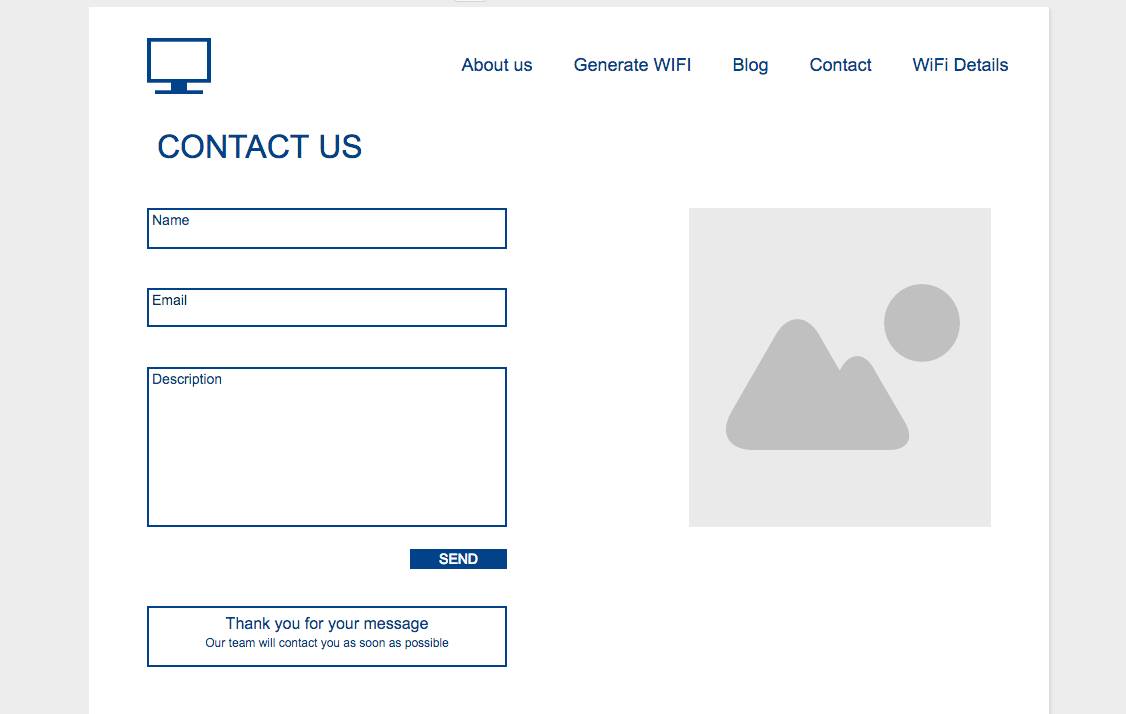 About us Generate WIFI Blog Contact WiFi Details
CONTACT US
Name
Email
Description
SEND
Thank you for your message
Our team will contact you as soon as possible